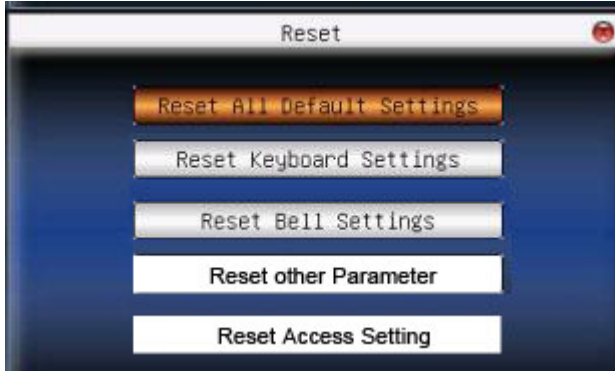 Reset
Reset All Default Settings
Reset Keyboard Settings
Reset Bell Settings
Reset other Parameter
Reset Access Setting